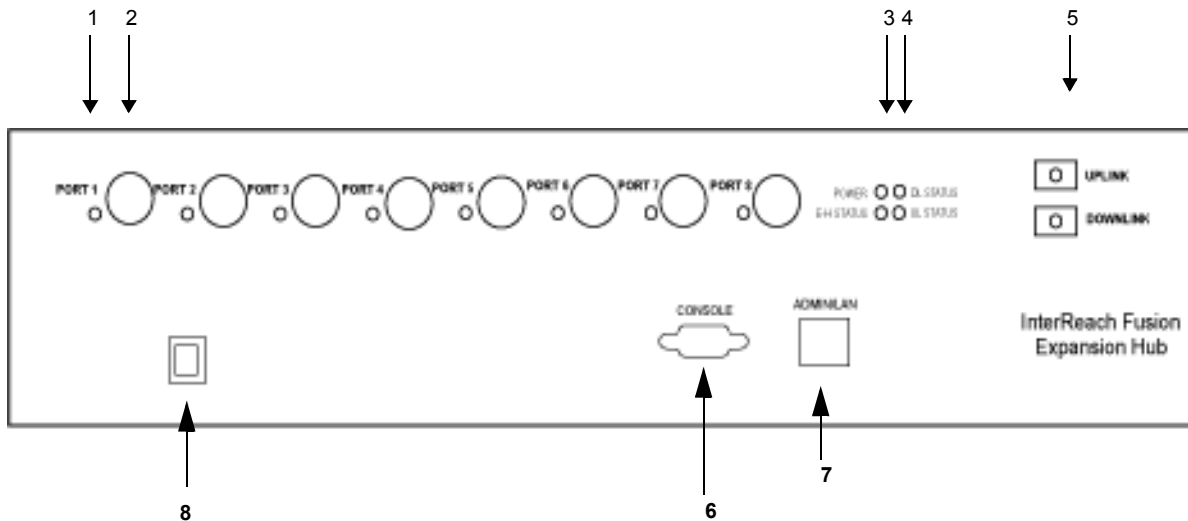 1 2 3 4 5
PORT 1 PORT 2 PORT 3 PORT 4 PORT 5 PORT 6 PORT 7 PORT 8
POWER DL STATUS
E-H STATUS UL STATUS
UPLINK
DOWNLINK
CONSOLE
ADMIN/LAN
InterReach Fusion
Expansion Hub
8 6 7